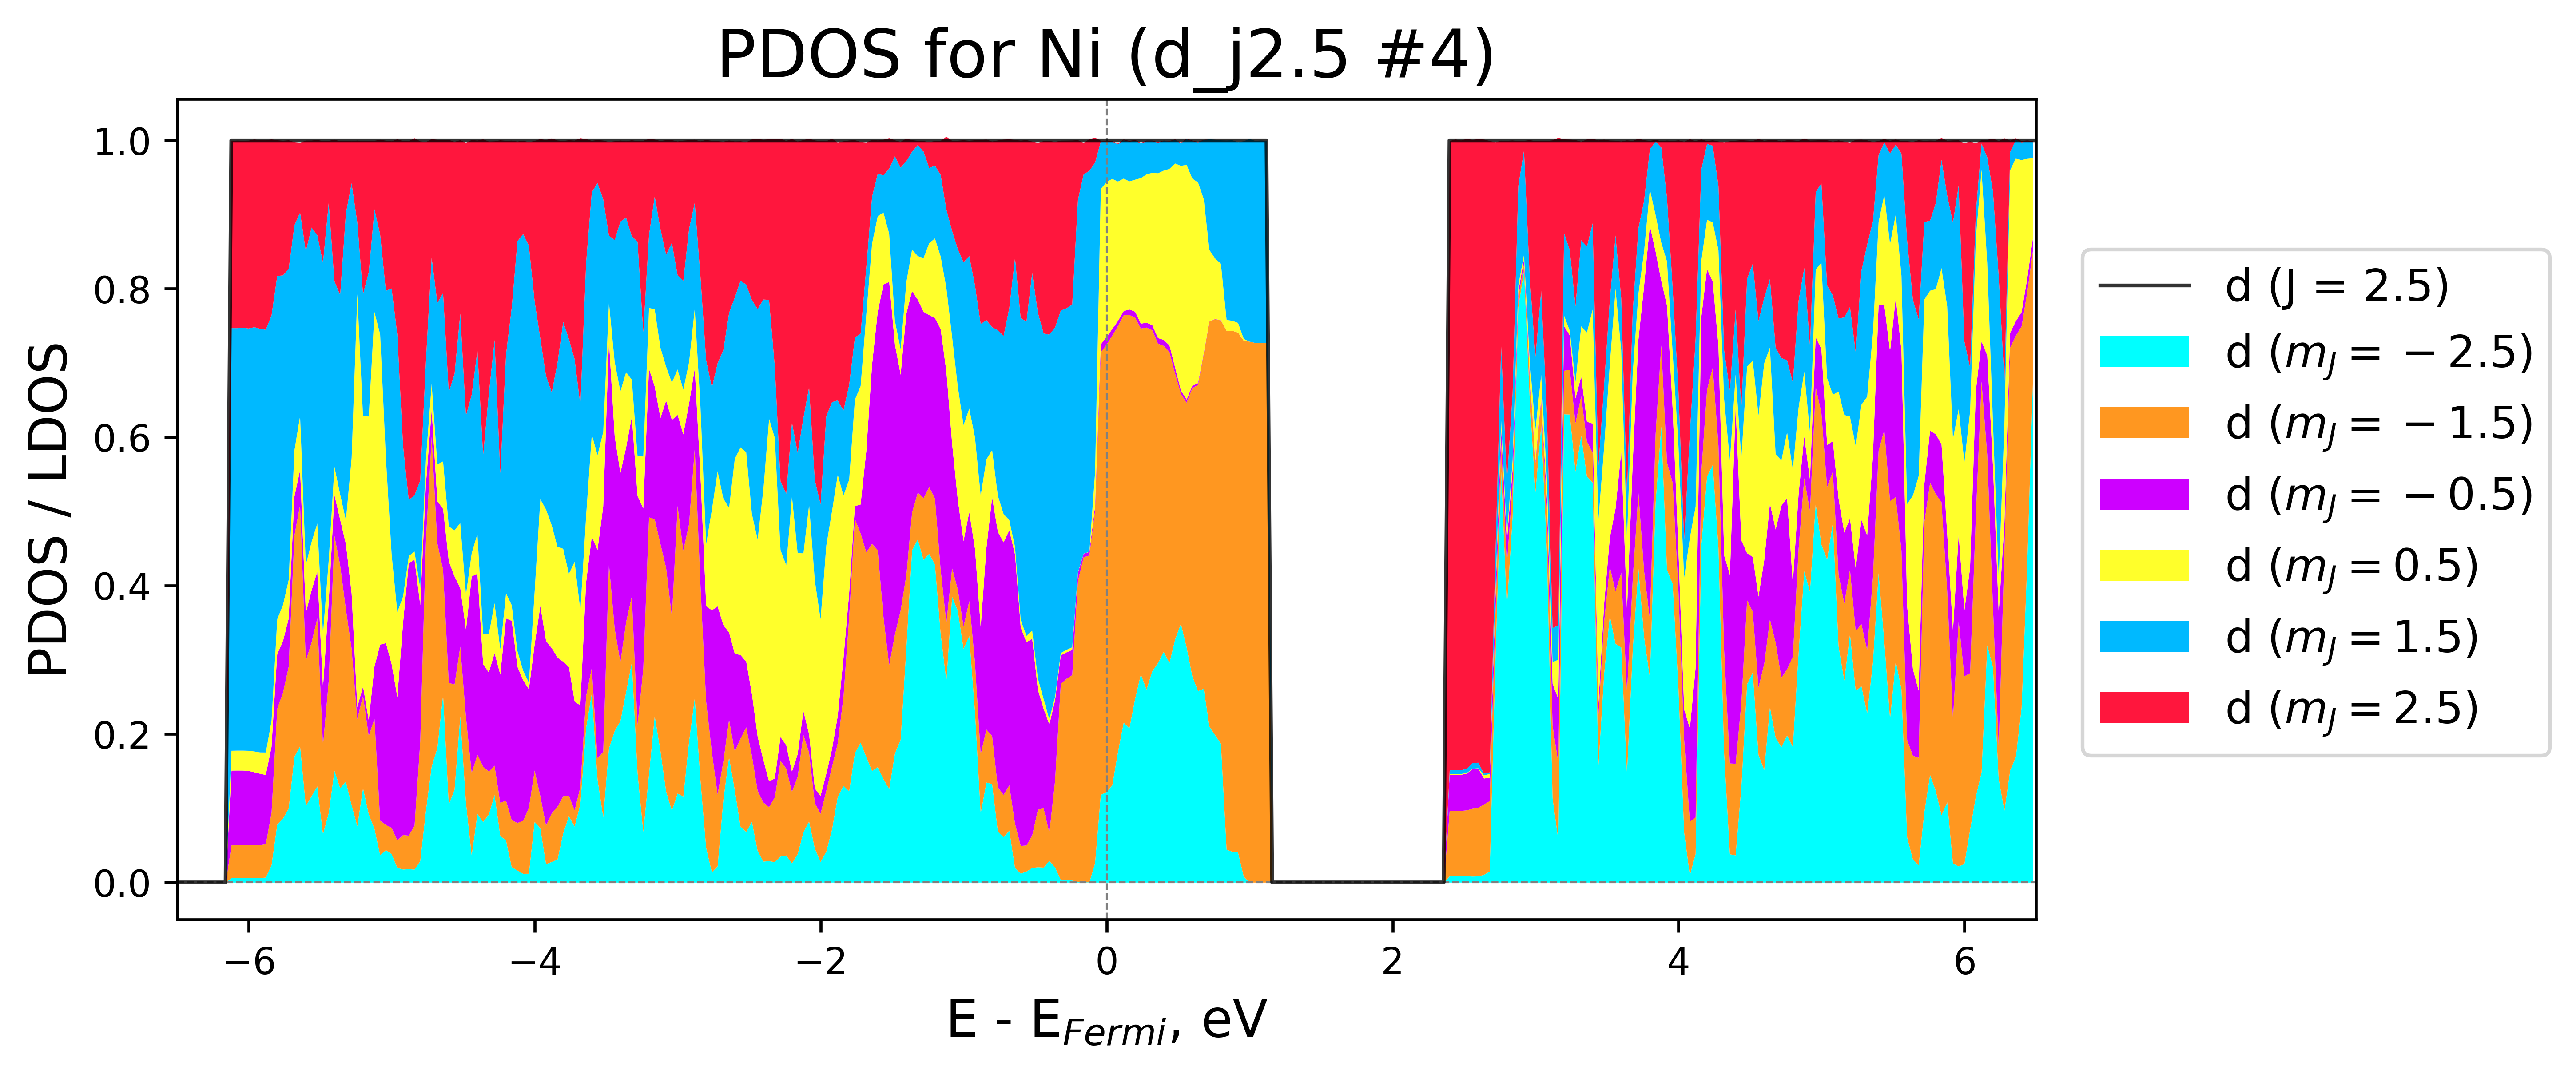 PDOS for Ni (d_j2.5 #4)
PDOS / LDOS
1.0
0.8
0.6
0.4
0.2
0.0
−6 −4 −2 0 2 4 6
E - E_Fermi, eV
d (J = 2.5)
d (m_J = −2.5)
d (m_J = −1.5)
d (m_J = −0.5)
d (m_J = 0.5)
d (m_J = 1.5)
d (m_J = 2.5)